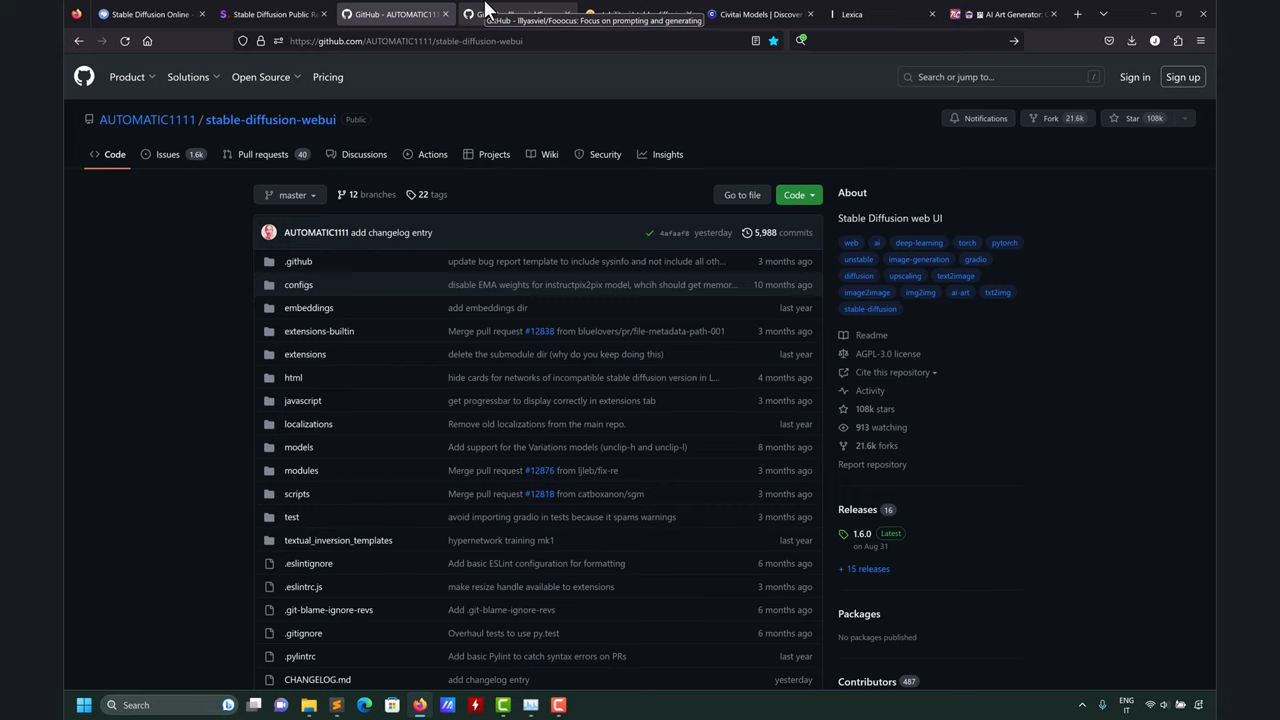 Stable Diffusion Online
Stable Diffusion Public Re
GitHub - AUTOMATIC1111
Civitai Models | Discover
Lexica
AI Art Generator:
GitHub - lllyasviel/Fooocus: Focus on prompting and generating
https://github.com/AUTOMATIC1111/stable-diffusion-webui
Product
Solutions
Open Source
Pricing
Search or jump to...
/
Sign in
Sign up
AUTOMATIC1111 / stable-diffusion-webui Public
Notifications
Fork 21.6k
Star 108k
Code
Issues 1.6k
Pull requests 40
Discussions
Actions
Projects
Wiki
Security
Insights
master
12 branches
22 tags
Go to file
Code
AUTOMATIC1111 add changelog entry
4afaaf8 yesterday
5,988 commits
.github update bug report template to include sysinfo and not include all oth... 3 months ago
configs disable EMA weights for instructpix2pix model, whcih should get memor... 10 months ago
embeddings add embeddings dir last year
extensions-builtin Merge pull request #12838 from bluelovers/pr/file-metadata-path-001 3 months ago
extensions delete the submodule dir (why do you keep doing this) last year
html hide cards for networks of incompatible stable diffusion version in L... 4 months ago
javascript get progressbar to display correctly in extensions tab 3 months ago
localizations Remove old localizations from the main repo. last year
models Add support for the Variations models (unclip-h and unclip-l) 8 months ago
modules Merge pull request #12876 from ljleb/fix-re 3 months ago
scripts Merge pull request #12818 from catboxanon/sgm 3 months ago
test avoid importing gradio in tests because it spams warnings 3 months ago
textual_inversion_templates hypernetwork training mk1 last year
.eslintignore Add basic ESLint configuration for formatting 6 months ago
.eslintrc.js make resize handle available to extensions 3 months ago
.git-blame-ignore-revs Add .git-blame-ignore-revs 6 months ago
.gitignore Overhaul tests to use py.test 6 months ago
.pylintrc Add basic Pylint to catch syntax errors on PRs last year
CHANGELOG.md add changelog entry yesterday
About
Stable Diffusion web UI
web ai deep-learning torch pytorch
unstable image-generation gradio
diffusion upscaling text2image
image2image img2img ai-art txt2img
stable-diffusion
Readme
AGPL-3.0 license
Cite this repository
Activity
108k stars
913 watching
21.6k forks
Report repository
Releases 16
1.6.0 Latest
on Aug 31
+ 15 releases
Packages
No packages published
Contributors 487
Search
ENG
IT